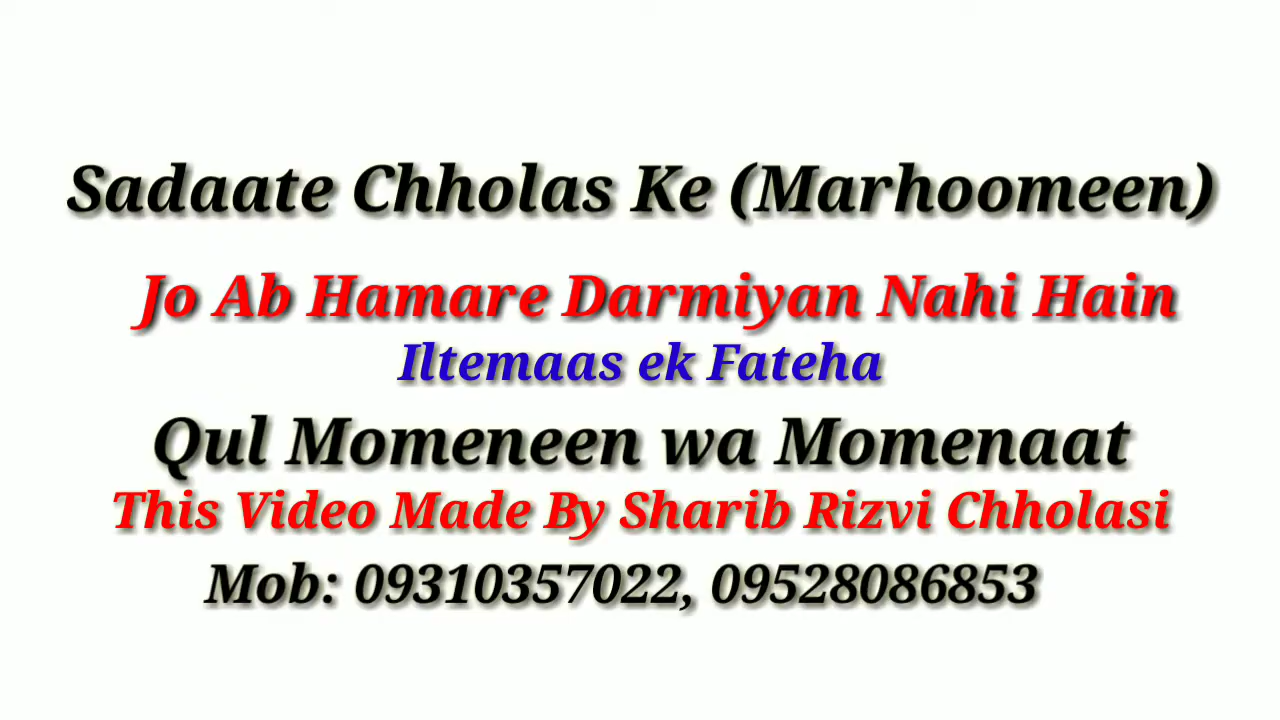 Sadaate Chholas Ke (Marhoomeen)
Jo Ab Hamare Darmiyan Nahi Hain
Iltemaas ek Fateha
Qul Momeneen wa Momenaat
This Video Made By Sharib Rizvi Chholasi
Mob: 09310357022, 09528086853